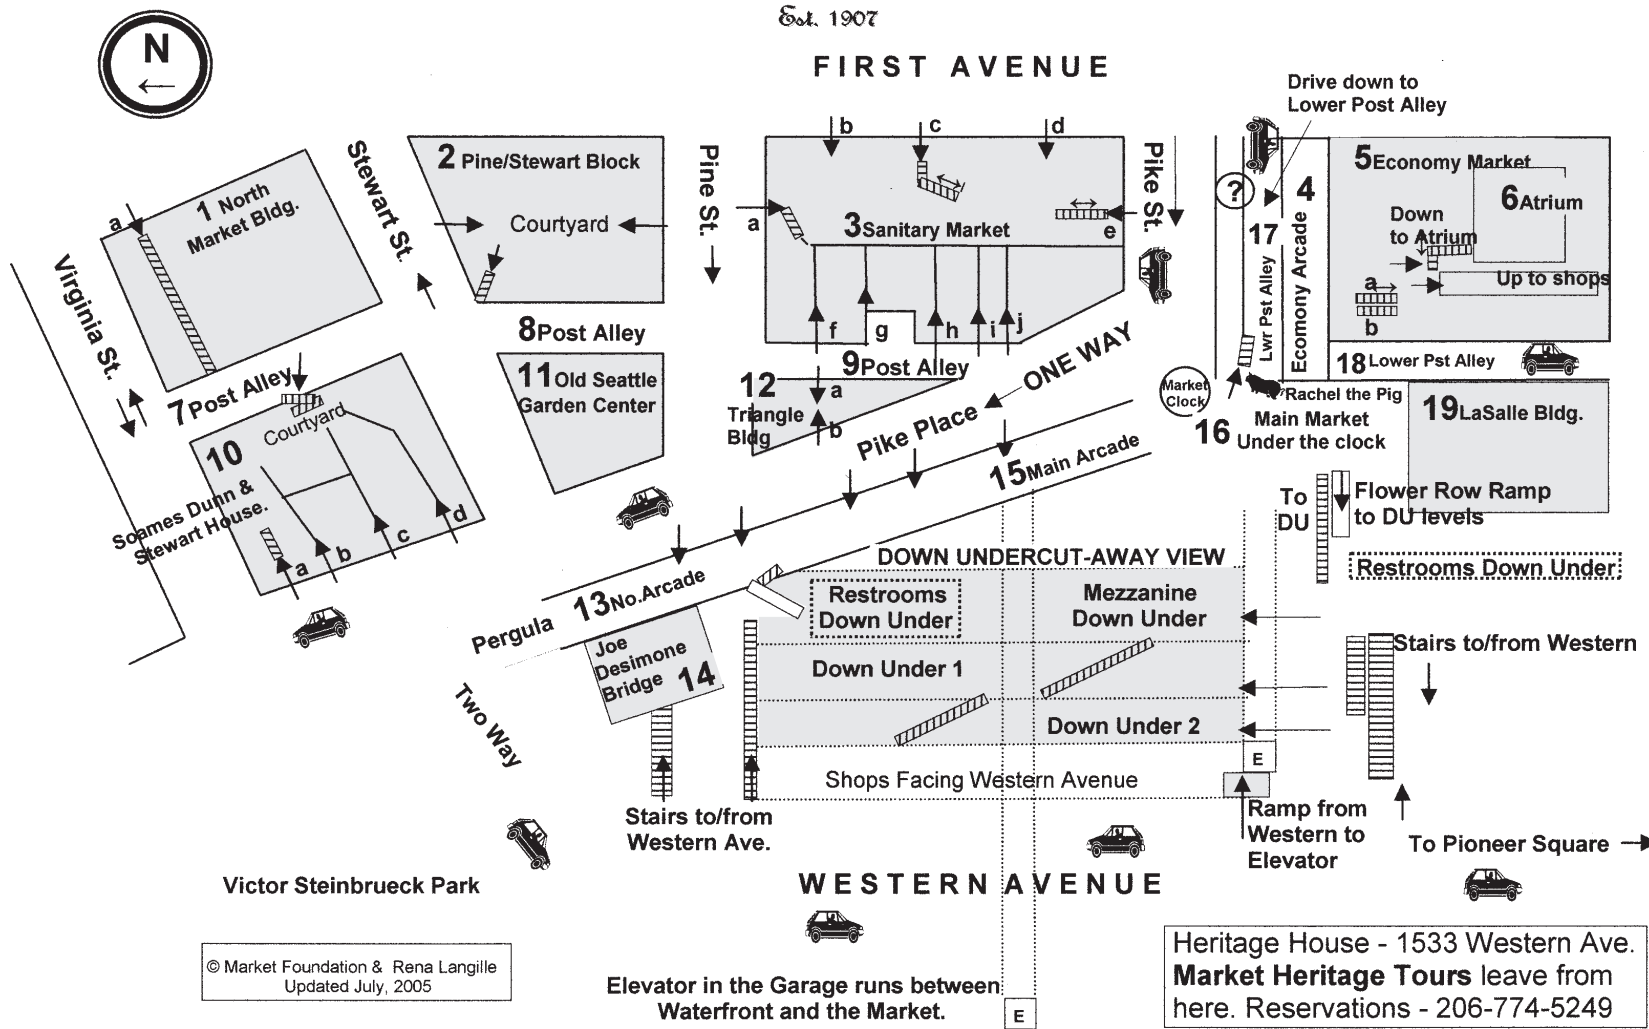 Est. 1907
FIRST AVENUE
N
Drive down to
Lower Post Alley
b
c
d
2 Pine/Stewart Block
Courtyard
Stewart St.
Pine St.
Pike St.
a
1 North
Market Bldg.
a
3 Sanitary Market
e
?
4
Ecomony Arcade
17
Lwr Pst Alley
5 Economy Market
6 Atrium
Down
to Atrium
Up to shops
a
b
Virginia St.
8 Post Alley
f
g
h
i
j
9 Post Alley
ONE WAY
18 Lower Pst Alley
7 Post Alley
Courtyard
11 Old Seattle
Garden Center
12
Triangle
Bldg
a
b
Pike Place
Market
Clock
Rachel the Pig
16 Main Market
Under the clock
19 LaSalle Bldg.
10
Soames Dunn &
Stewart House.
a
b
c
d
15 Main Arcade
To
DU
Flower Row Ramp
to DU levels
Restrooms Down Under
DOWN UNDERCUT-AWAY VIEW
Pergula
13 No. Arcade
Restrooms
Down Under
Mezzanine
Down Under
Joe
Desimone
Bridge
14
Down Under 1
Down Under 2
Stairs to/from Western
Two Way
E
Shops Facing Western Avenue
Stairs to/from
Western Ave.
Ramp from
Western to
Elevator
To Pioneer Square
Victor Steinbrueck Park
WESTERN AVENUE
© Market Foundation & Rena Langille
Updated July, 2005
Elevator in the Garage runs between
Waterfront and the Market.
E
Heritage House - 1533 Western Ave.
Market Heritage Tours leave from
here. Reservations - 206-774-5249